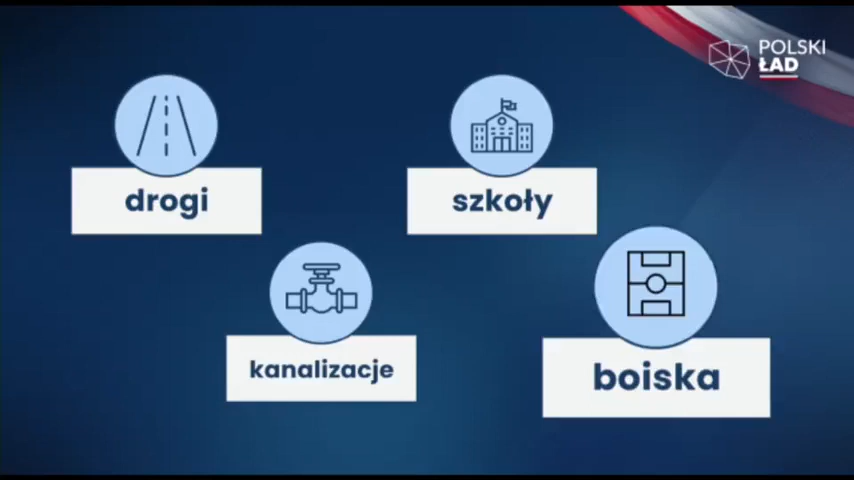 POLSKI
ŁAD
drogi
szkoły
kanalizacje
boiska